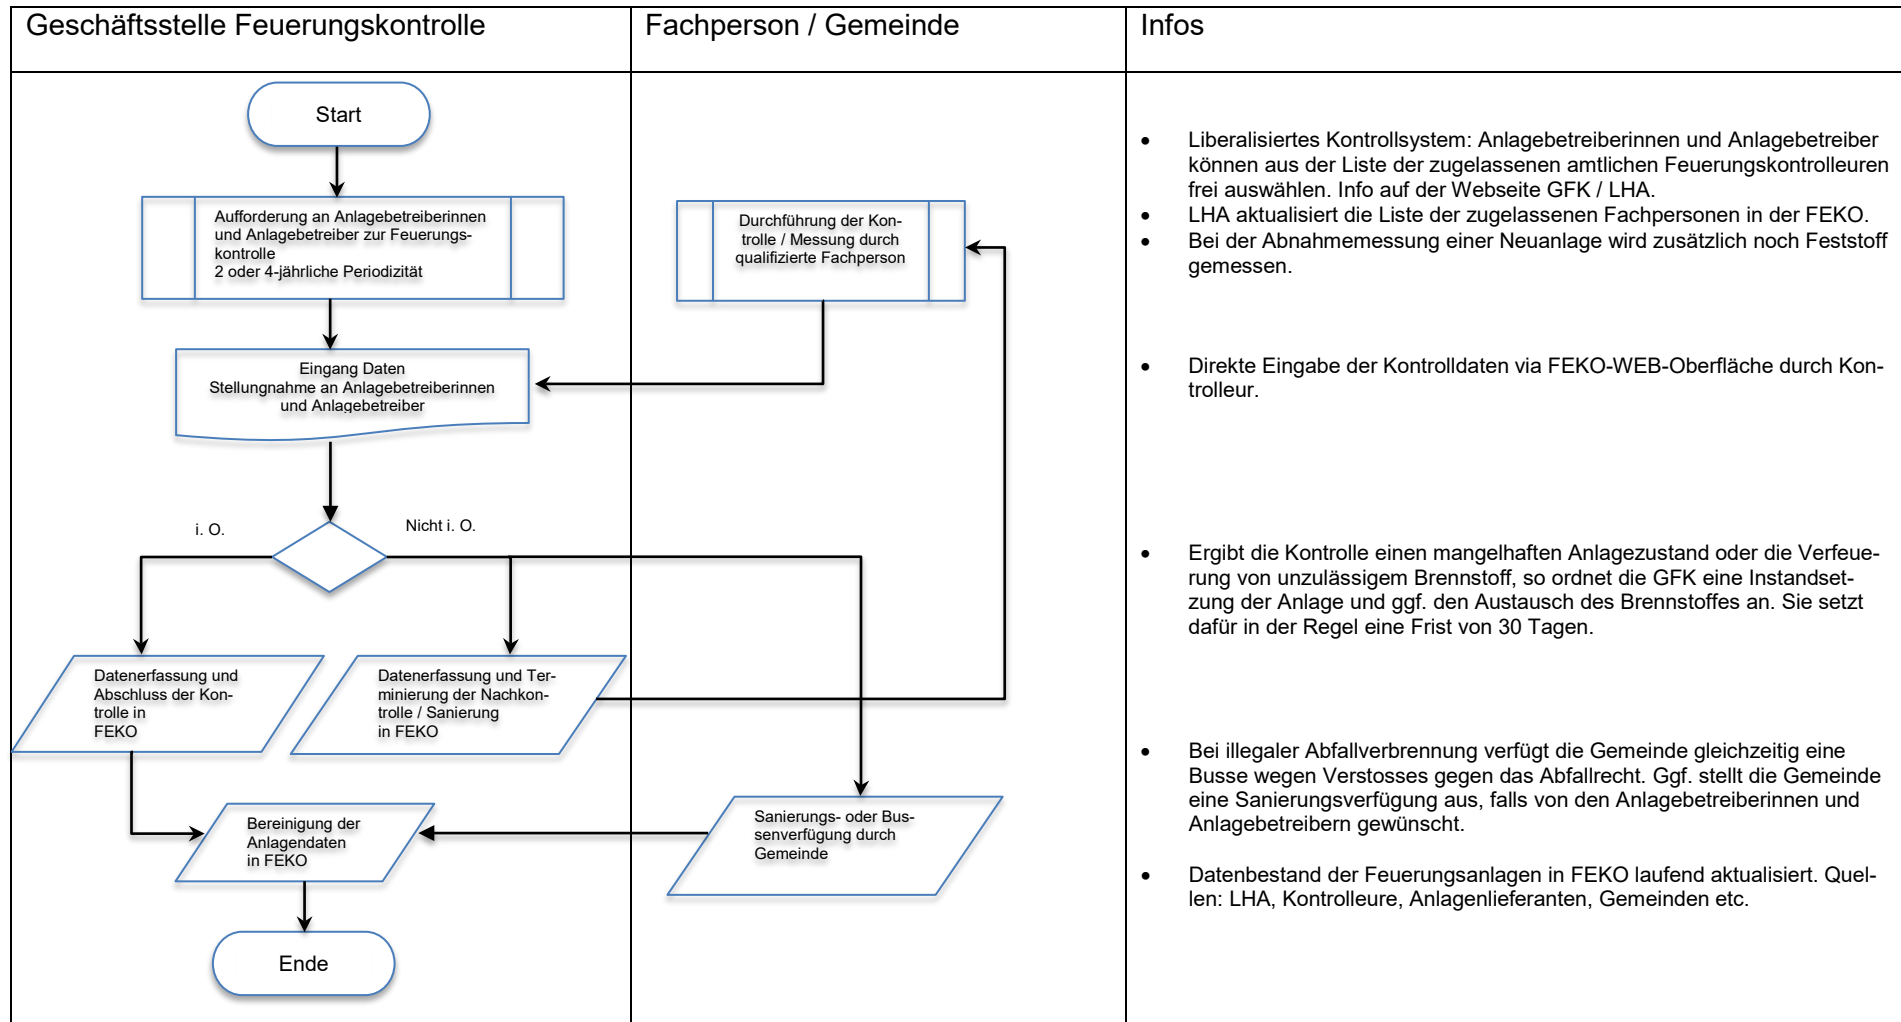 Geschäftsstelle Feuerungskontrolle
Fachperson / Gemeinde
Infos
Start
Aufforderung an Anlagebetreiberinnen
und Anlagebetreiber zur Feuerungs-
kontrolle
2 oder 4-jährliche Periodizität
Durchführung der Kon-
trolle / Messung durch
qualifizierte Fachperson
Eingang Daten
Stellungnahme an Anlagebetreiberinnen
und Anlagebetreiber
i. O.
Nicht i. O.
Datenerfassung und
Abschluss der Kon-
trolle in
FEKO
Datenerfassung und Ter-
minierung der Nachkon-
trolle / Sanierung
in FEKO
Bereinigung der
Anlagendaten
in FEKO
Sanierungs- oder Bus-
senverfügung durch
Gemeinde
Ende
• Liberalisiertes Kontrollsystem: Anlagebetreiberinnen und Anlagebetreiber
können aus der Liste der zugelassenen amtlichen Feuerungskontrolleuren
frei auswählen. Info auf der Webseite GFK / LHA.
• LHA aktualisiert die Liste der zugelassenen Fachpersonen in der FEKO.
• Bei der Abnahmemessung einer Neuanlage wird zusätzlich noch Feststoff
gemessen.
• Direkte Eingabe der Kontrolldaten via FEKO-WEB-Oberfläche durch Kon-
trolleur.
• Ergibt die Kontrolle einen mangelhaften Anlagezustand oder die Verfeue-
rung von unzulässigem Brennstoff, so ordnet die GFK eine Instandset-
zung der Anlage und ggf. den Austausch des Brennstoffes an. Sie setzt
dafür in der Regel eine Frist von 30 Tagen.
• Bei illegaler Abfallverbrennung verfügt die Gemeinde gleichzeitig eine
Busse wegen Verstosses gegen das Abfallrecht. Ggf. stellt die Gemeinde
eine Sanierungsverfügung aus, falls von den Anlagebetreiberinnen und
Anlagebetreibern gewünscht.
• Datenbestand der Feuerungsanlagen in FEKO laufend aktualisiert. Quel-
len: LHA, Kontrolleure, Anlagenlieferanten, Gemeinden etc.